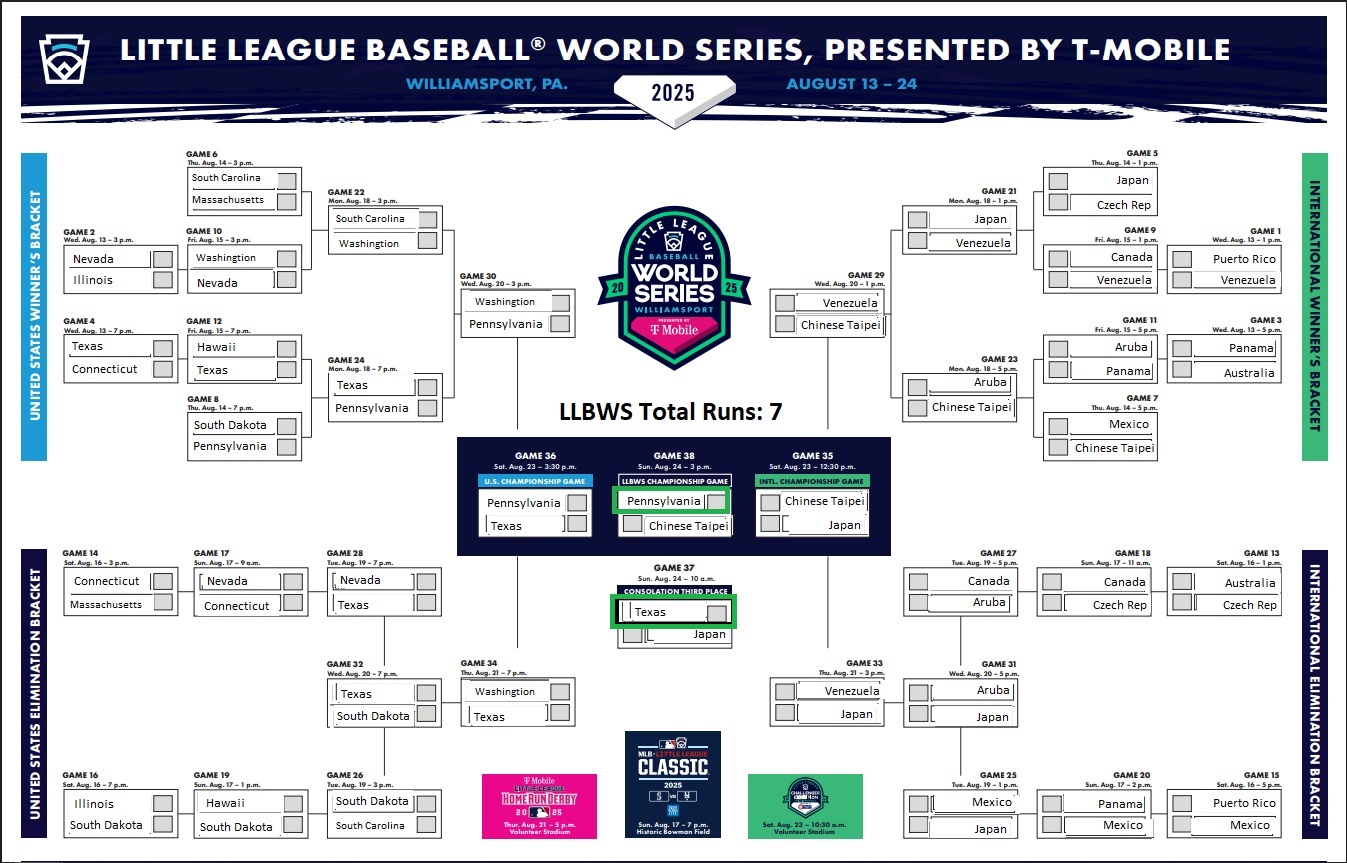 LITTLE LEAGUE BASEBALL® WORLD SERIES, PRESENTED BY T-MOBILE
WILLIAMSPORT, PA.
2025
AUGUST 13 – 24
UNITED STATES WINNER'S BRACKET
GAME 6
Thu. Aug. 14 – 3 p.m.
South Carolina
Massachusetts
GAME 2
Wed. Aug. 13 – 3 p.m.
Nevada
Illinois
GAME 10
Fri. Aug. 15 – 3 p.m.
Washington
Nevada
GAME 22
Mon. Aug. 18 – 3 p.m.
South Carolina
Washington
GAME 4
Wed. Aug. 13 – 7 p.m.
Texas
Connecticut
GAME 12
Fri. Aug. 15 – 7 p.m.
Hawaii
Texas
GAME 8
Thu. Aug. 14 – 7 p.m.
South Dakota
Pennsylvania
GAME 24
Mon. Aug. 18 – 7 p.m.
Texas
Pennsylvania
GAME 30
Wed. Aug. 20 – 3 p.m.
Washington
Pennsylvania
LITTLE LEAGUE
BASEBALL
WORLD
20 SERIES 25
WILLIAMSPORT
PRESENTED BY
T Mobile
GAME 29
Wed. Aug. 20 – 1 p.m.
Venezuela
Chinese Taipei
GAME 21
Mon. Aug. 18 – 1 p.m.
Japan
Venezuela
GAME 5
Thu. Aug. 14 – 1 p.m.
Japan
Czech Rep
GAME 9
Fri. Aug. 15 – 1 p.m.
Canada
Venezuela
GAME 1
Wed. Aug. 13 – 1 p.m.
Puerto Rico
Venezuela
GAME 23
Mon. Aug. 18 – 5 p.m.
Aruba
Chinese Taipei
GAME 11
Fri. Aug. 15 – 5 p.m.
Aruba
Panama
GAME 3
Wed. Aug. 13 – 5 p.m.
Panama
Australia
GAME 7
Thu. Aug. 14 – 5 p.m.
Mexico
Chinese Taipei
INTERNATIONAL WINNER'S BRACKET
LLBWS Total Runs: 7
GAME 36
Sat. Aug. 23 – 3:30 p.m.
U.S. CHAMPIONSHIP GAME
Pennsylvania
Texas
GAME 38
Sun. Aug. 24 – 3 p.m.
LLBWS CHAMPIONSHIP GAME
Pennsylvania
Chinese Taipei
GAME 35
Sat. Aug. 23 – 12:30 p.m.
INTL. CHAMPIONSHIP GAME
Chinese Taipei
Japan
GAME 37
Sun. Aug. 24 – 10 a.m.
CONSOLATION THIRD PLACE
Texas
Japan
UNITED STATES ELIMINATION BRACKET
GAME 14
Sat. Aug. 16 – 3 p.m.
Connecticut
Massachusetts
GAME 17
Sun. Aug. 17 – 9 a.m.
Nevada
Connecticut
GAME 28
Tue. Aug. 19 – 7 p.m.
Nevada
Texas
GAME 32
Wed. Aug. 20 – 7 p.m.
Texas
South Dakota
GAME 34
Thu. Aug. 21 – 7 p.m.
Washington
Texas
GAME 16
Sat. Aug. 16 – 7 p.m.
Illinois
South Dakota
GAME 19
Sun. Aug. 17 – 1 p.m.
Hawaii
South Dakota
GAME 26
Tue. Aug. 19 – 3 p.m.
South Dakota
South Carolina
T Mobile
LITTLE LEAGUE
HOME RUN DERBY
2025
Thur. Aug. 21 – 5 p.m.
Volunteer Stadium
MLB LITTLE LEAGUE
CLASSIC
2025
VS
Sun. Aug. 17 – 7 p.m.
Historic Bowman Field
CHALLENGER
Sat. Aug. 23 – 10:30 a.m.
Volunteer Stadium
GAME 27
Tue. Aug. 19 – 5 p.m.
Canada
Aruba
GAME 18
Sun. Aug. 17 – 11 a.m.
Canada
Czech Rep
GAME 13
Sat. Aug. 16 – 1 p.m.
Australia
Czech Rep
GAME 33
Thu. Aug. 21 – 3 p.m.
Venezuela
Japan
GAME 31
Wed. Aug. 20 – 5 p.m.
Aruba
Japan
GAME 25
Tue. Aug. 19 – 1 p.m.
Mexico
Japan
GAME 20
Sun. Aug. 17 – 2 p.m.
Panama
Mexico
GAME 15
Sat. Aug. 16 – 5 p.m.
Puerto Rico
Mexico
INTERNATIONAL ELIMINATION BRACKET